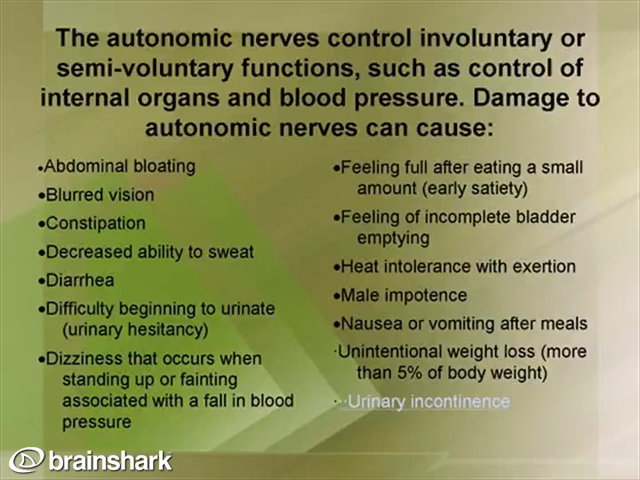 The autonomic nerves control involuntary or
semi-voluntary functions, such as control of
internal organs and blood pressure. Damage to
autonomic nerves can cause:
•Abdominal bloating
•Blurred vision
•Constipation
•Decreased ability to sweat
•Diarrhea
•Difficulty beginning to urinate
(urinary hesitancy)
•Dizziness that occurs when
standing up or fainting
associated with a fall in blood
pressure
•Feeling full after eating a small
amount (early satiety)
•Feeling of incomplete bladder
emptying
•Heat intolerance with exertion
•Male impotence
•Nausea or vomiting after meals
·Unintentional weight loss (more
than 5% of body weight)
··Urinary incontinence
brainshark